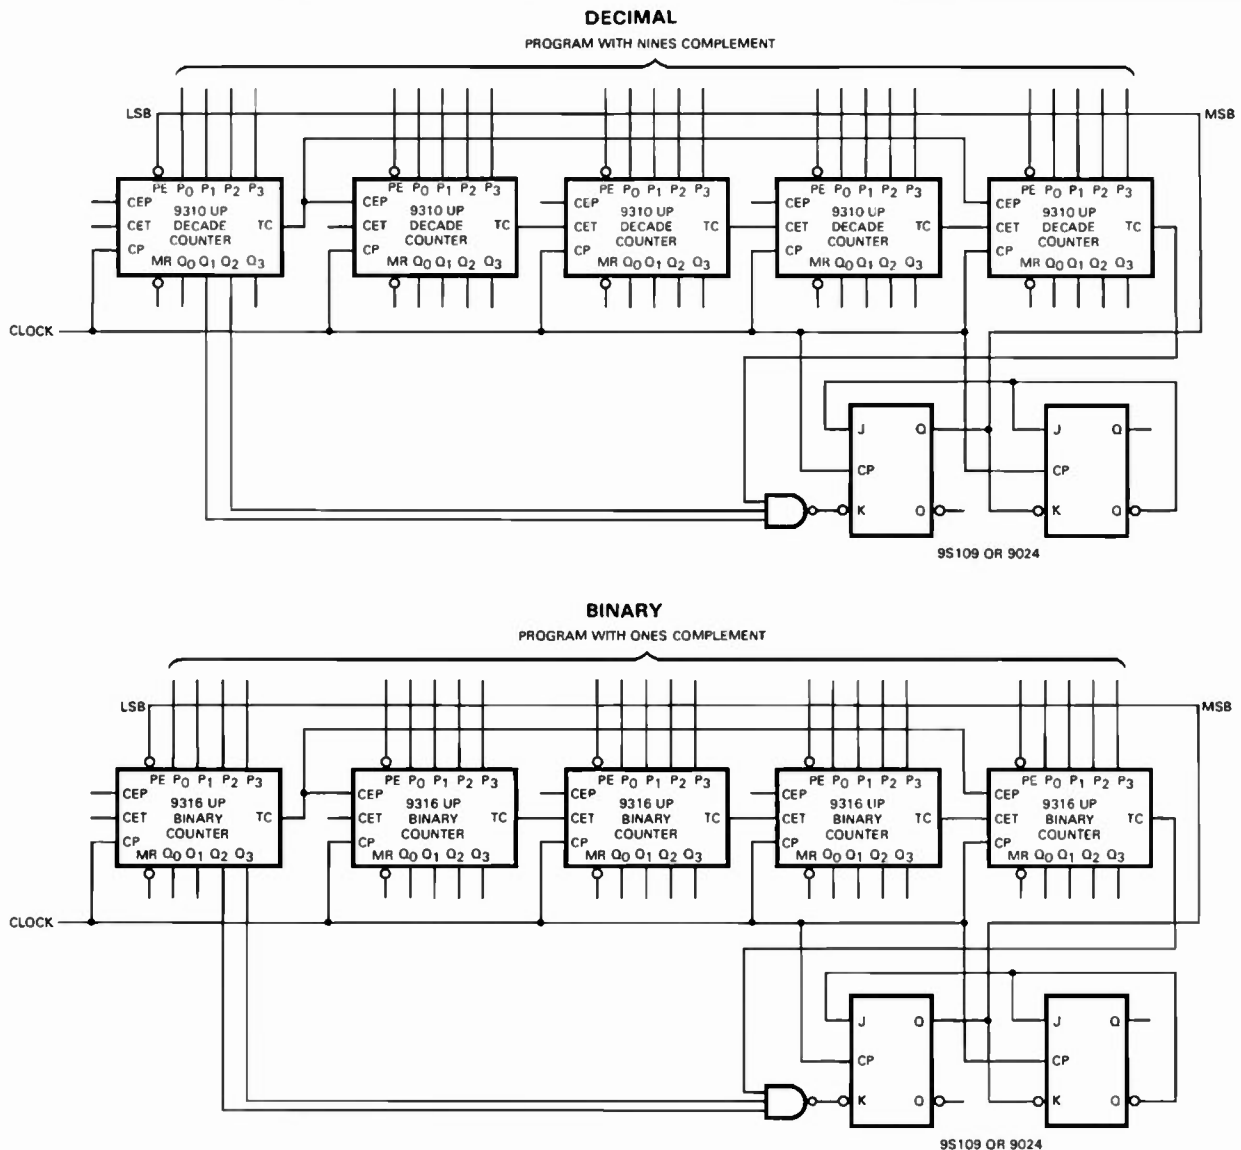 DECIMAL
PROGRAM WITH NINES COMPLEMENT
LSB MSB
PE P0 P1 P2 P3 PE P0 P1 P2 P3 PE P0 P1 P2 P3 PE P0 P1 P2 P3 PE P0 P1 P2 P3
CEP 9310 UP CEP 9310 UP CEP 9310 UP CEP 9310 UP CEP 9310 UP
CET DECADE TC CET DECADE TC CET DECADE TC CET DECADE TC CET DECADE TC
CP COUNTER CP COUNTER CP COUNTER CP COUNTER CP COUNTER
MR Q0 Q1 Q2 Q3 MR Q0 Q1 Q2 Q3 MR Q0 Q1 Q2 Q3 MR Q0 Q1 Q2 Q3 MR Q0 Q1 Q2 Q3
CLOCK
J Q J Q
CP CP
K Q K Q
9S109 OR 9024
BINARY
PROGRAM WITH ONES COMPLEMENT
LSB MSB
PE P0 P1 P2 P3 PE P0 P1 P2 P3 PE P0 P1 P2 P3 PE P0 P1 P2 P3 PE P0 P1 P2 P3
CEP 9316 UP CEP 9316 UP CEP 9316 UP CEP 9316 UP CEP 9316 UP
CET BINARY TC CET BINARY TC CET BINARY TC CET BINARY TC CET BINARY TC
CP COUNTER CP COUNTER CP COUNTER CP COUNTER CP COUNTER
MR Q0 Q1 Q2 Q3 MR Q0 Q1 Q2 Q3 MR Q0 Q1 Q2 Q3 MR Q0 Q1 Q2 Q3 MR Q0 Q1 Q2 Q3
CLOCK
J Q J Q
CP CP
K Q K Q
9S109 OR 9024